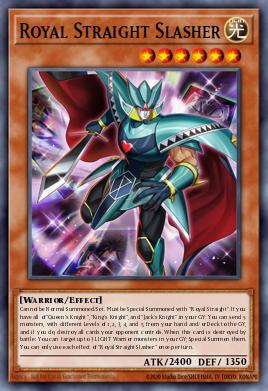 ROYAL STRAIGHT SLASHER
光
[WARRIOR/EFFECT]
Cannot be Normal Summoned/Set. Must be Special Summoned with "Royal Straight". If you
have all of "Queen's Knight", "King's Knight", and "Jack's Knight" in your GY: You can send 5
monsters, with different levels of 1, 2, 3, 4, and 5, from your hand and/or Deck to the GY,
and if you do, destroy all cards your opponent controls. When this card is destroyed
by battle: You can target up to 3 LIGHT Warrior monsters in your GY; Special Summon them.
You can only use each effect of "Royal Straight Slasher" once per turn.
ATK/2400 DEF/1350